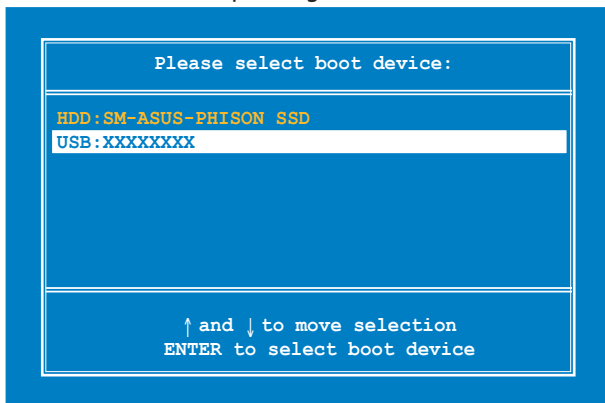 Please select boot device:
HDD:SM-ASUS-PHISON SSD
USB:XXXXXXXX
↑ and ↓ to move selection
ENTER to select boot device